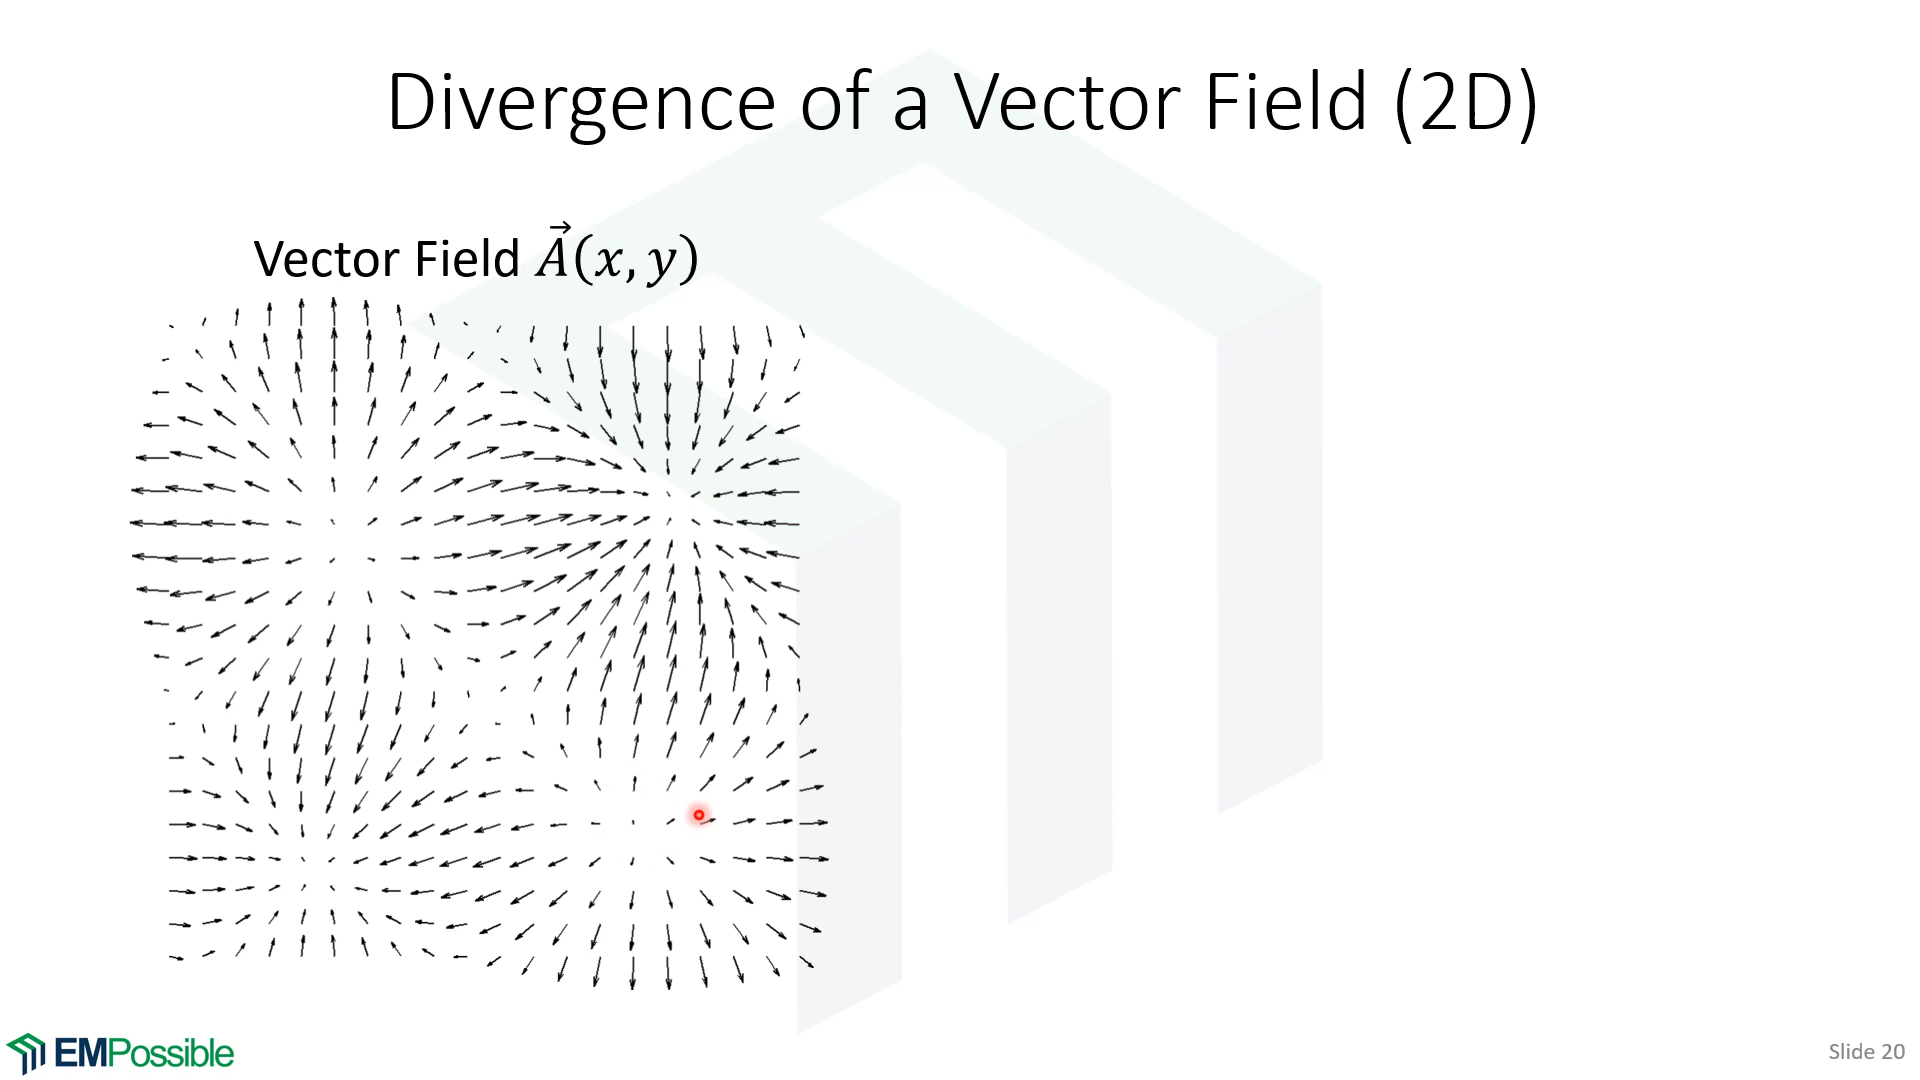 Divergence of a Vector Field (2D)
Vector Field $\vec{A}(x, y)$
EMPossible
Slide 20